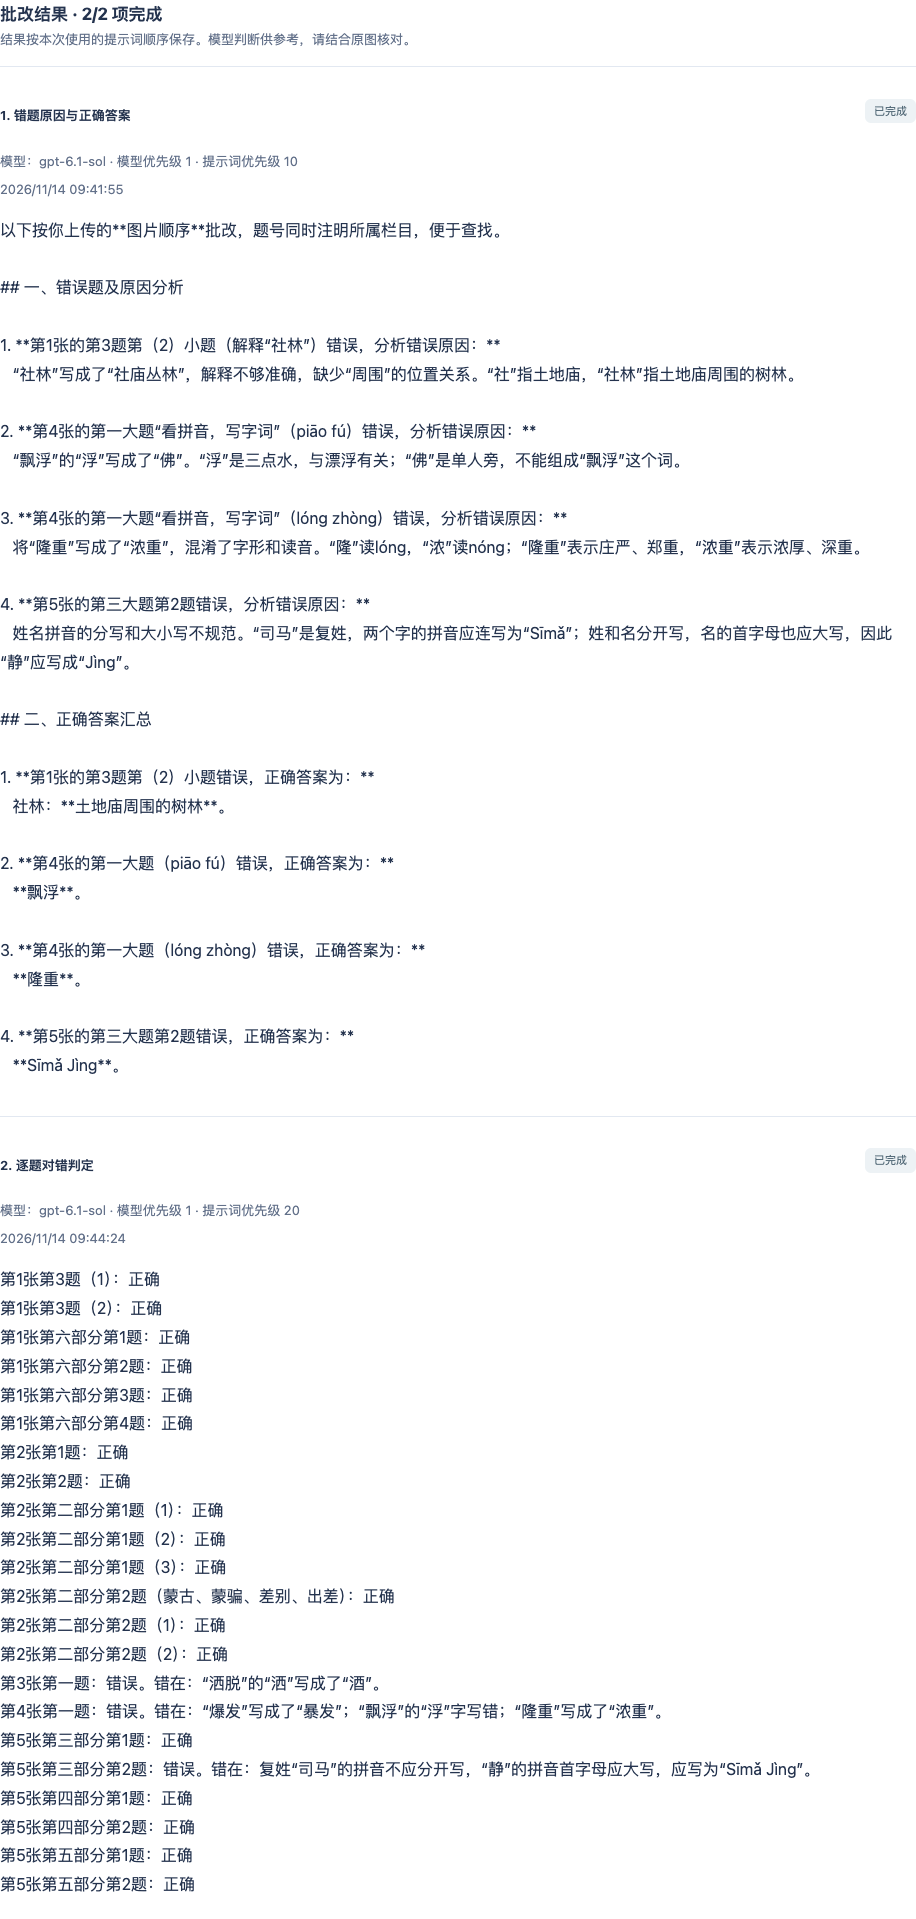 批改结果 · 2/2 项完成
结果按本次使用的提示词顺序保存。模型判断供参考，请结合原图核对。
1. 错题原因与正确答案
已完成
模型：gpt-6.1-sol · 模型优先级 1 · 提示词优先级 10
2026/11/14 09:41:55
以下按你上传的**图片顺序**批改，题号同时注明所属栏目，便于查找。
## 一、错误题及原因分析
1. **第1张的第3题第（2）小题（解释“社林”）错误，分析错误原因：**
“社林”写成了“社庙丛林”，解释不够准确，缺少“周围”的位置关系。“社”指土地庙，“社林”指土地庙周围的树林。
2. **第4张的第一大题“看拼音，写字词”（piāo fú）错误，分析错误原因：**
“飘浮”的“浮”写成了“佛”。“浮”是三点水，与漂浮有关；“佛”是单人旁，不能组成“飘浮”这个词。
3. **第4张的第一大题“看拼音，写字词”（lóng zhòng）错误，分析错误原因：**
将“隆重”写成了“浓重”，混淆了字形和读音。“隆”读lóng，“浓”读nóng；“隆重”表示庄严、郑重，“浓重”表示浓厚、深重。
4. **第5张的第三大题第2题错误，分析错误原因：**
姓名拼音的分写和大小写不规范。“司马”是复姓，两个字的拼音应连写为“Sīmǎ”；姓和名分开写，名的首字母也应大写，因此
“静”应写成“Jìng”。
## 二、正确答案汇总
1. **第1张的第3题第（2）小题错误，正确答案为：**
社林：**土地庙周围的树林**。
2. **第4张的第一大题（piāo fú）错误，正确答案为：**
**飘浮**。
3. **第4张的第一大题（lóng zhòng）错误，正确答案为：**
**隆重**。
4. **第5张的第三大题第2题错误，正确答案为：**
**Sīmǎ Jìng**。
2. 逐题对错判定
已完成
模型：gpt-6.1-sol · 模型优先级 1 · 提示词优先级 20
2026/11/14 09:44:24
第1张第3题（1）：正确
第1张第3题（2）：正确
第1张第六部分第1题：正确
第1张第六部分第2题：正确
第1张第六部分第3题：正确
第1张第六部分第4题：正确
第2张第1题：正确
第2张第2题：正确
第2张第二部分第1题（1）：正确
第2张第二部分第1题（2）：正确
第2张第二部分第1题（3）：正确
第2张第二部分第2题（蒙古、蒙骗、差别、出差）：正确
第2张第二部分第2题（1）：正确
第2张第二部分第2题（2）：正确
第3张第一题：错误。错在：“洒脱”的“洒”写成了“酒”。
第4张第一题：错误。错在：“爆发”写成了“暴发”；“飘浮”的“浮”字写错；“隆重”写成了“浓重”。
第5张第三部分第1题：正确
第5张第三部分第2题：错误。错在：复姓“司马”的拼音不应分开写，“静”的拼音首字母应大写，应写为“Sīmǎ Jìng”。
第5张第四部分第1题：正确
第5张第四部分第2题：正确
第5张第五部分第1题：正确
第5张第五部分第2题：正确